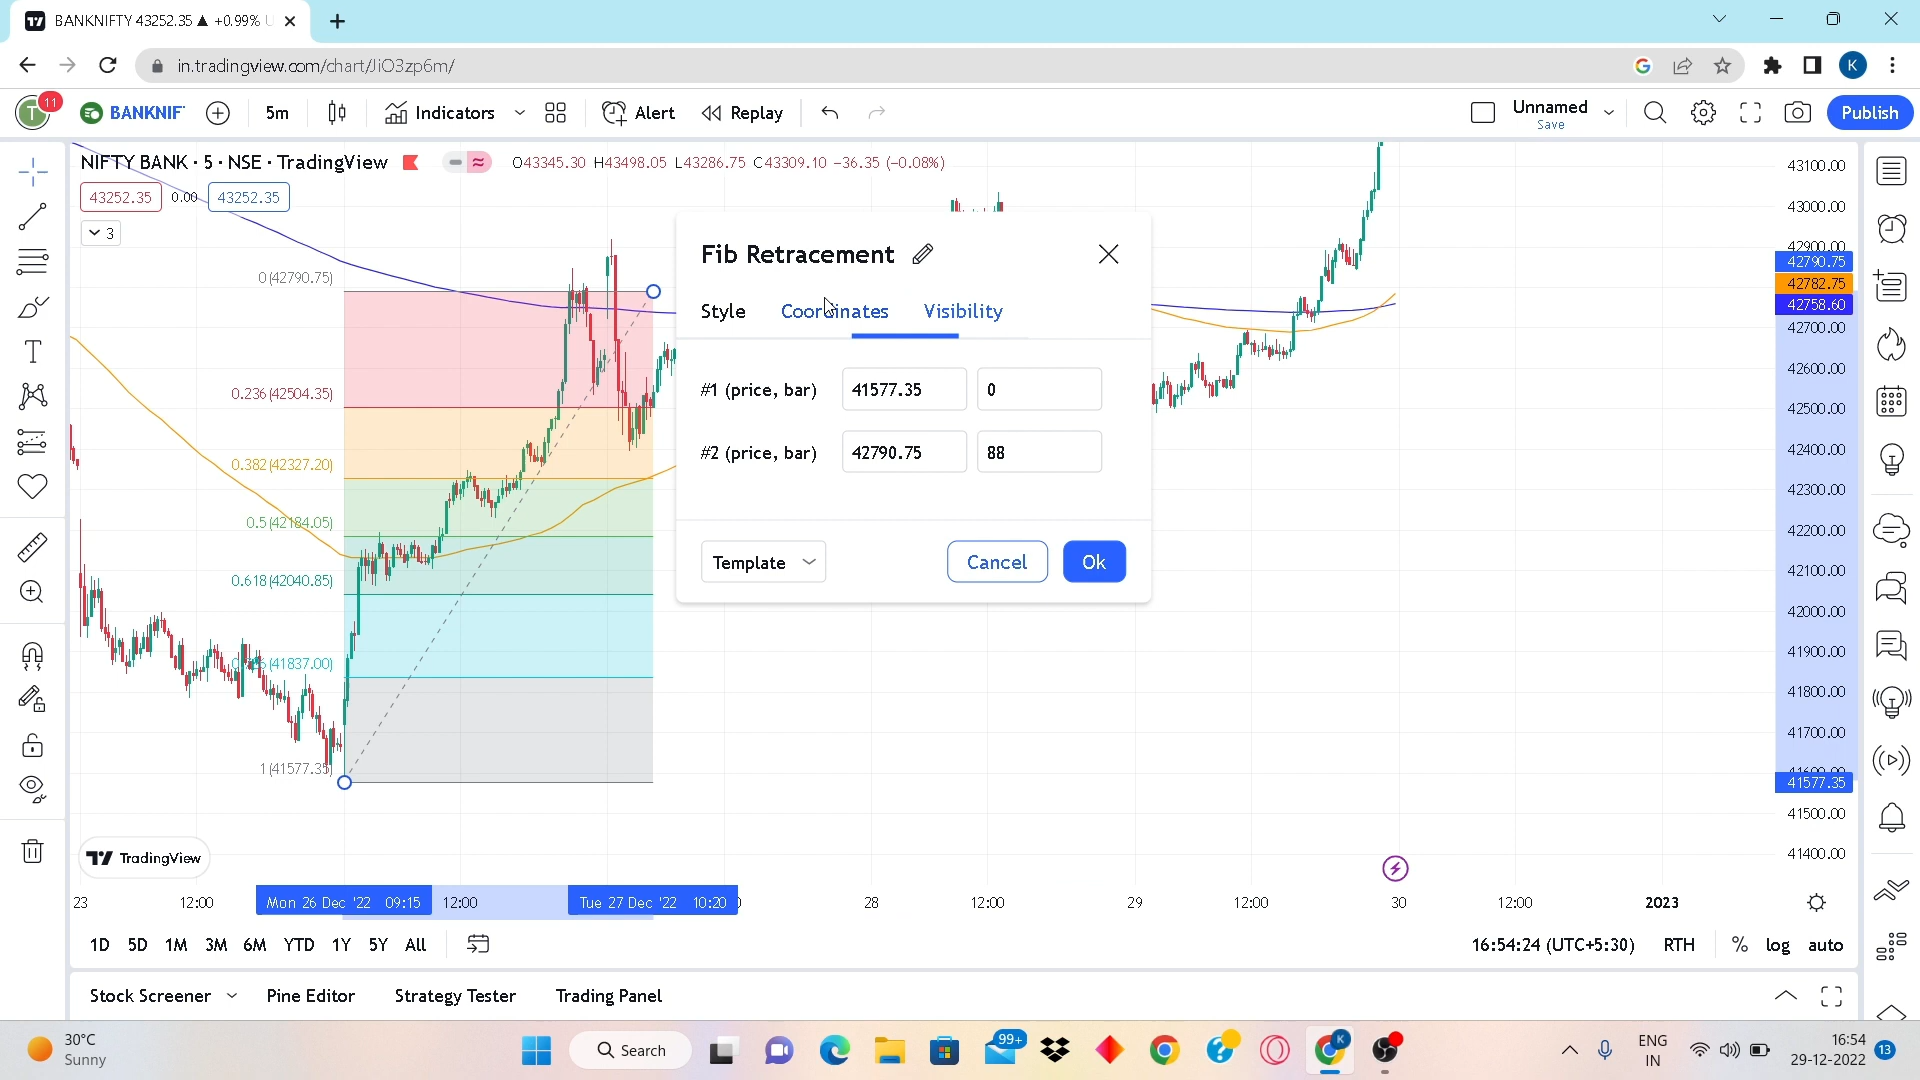 BANKNIFTY 43252.35 ▲ +0.99% U
in.tradingview.com/chart/JiO3zp6m/
K
T
11
BANKNIF
5m
Indicators
Alert
Replay
Unnamed
Save
Publish
NIFTY BANK · 5 · NSE · TradingView
O43345.30 H43498.05 L43286.75 C43309.10 −36.35 (−0.08%)
43252.35
0.00
43252.35
3
0(42790.75)
0.236(42504.35)
0.382(42327.20)
0.5(42184.05)
0.618(42040.85)
(41837.00)
1(41577.35)
Fib Retracement
Style
Coordinates
Visibility
#1 (price, bar)
41577.35
0
#2 (price, bar)
42790.75
88
Template
Cancel
Ok
43100.00
43000.00
42900.00
42790.75
42782.75
42758.60
42700.00
42600.00
42500.00
42400.00
42300.00
42200.00
42100.00
42000.00
41900.00
41800.00
41700.00
41577.35
41500.00
41400.00
TradingView
23
12:00
Mon 26 Dec '22 09:15
12:00
Tue 27 Dec '22 10:20
28
12:00
29
12:00
30
12:00
2023
1D 5D 1M 3M 6M YTD 1Y 5Y All
16:54:24 (UTC+5:30)
RTH
%
log
auto
Stock Screener
Pine Editor
Strategy Tester
Trading Panel
30°C
Sunny
Search
99+
K
ENG
IN
16:54
29-12-2022
13